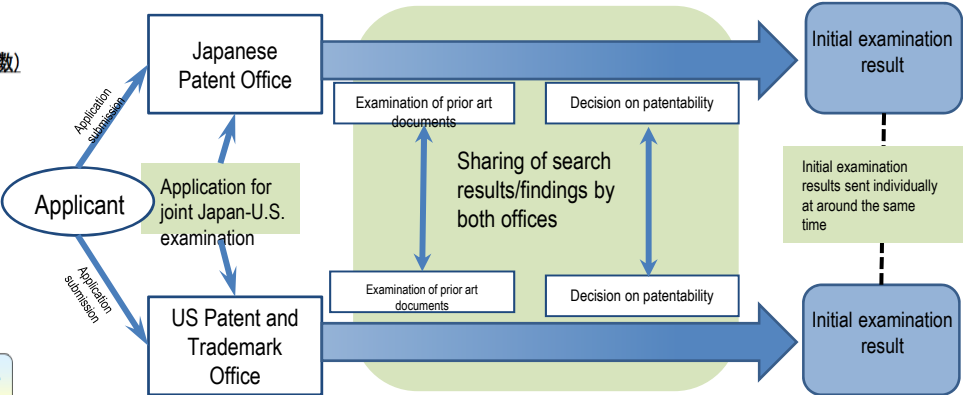 数)
Japanese
Patent Office
Initial examination
result
Application
submission
Examination of prior art
documents
Decision on patentability
Applicant
Application for
joint Japan-U.S.
examination
Sharing of search
results/findings by
both offices
Initial examination
results sent individually
at around the same
time
Application
submission
Examination of prior art
documents
Decision on patentability
US Patent and
Trademark
Office
Initial examination
result